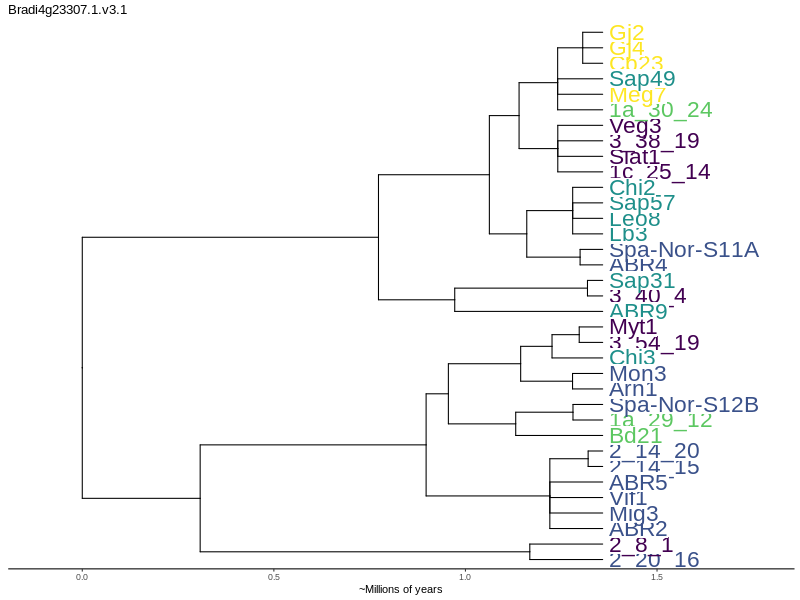 Bradi4g23307.1.v3.1
Gj2
Gj4
Cb23
Sap49
Meg7
1a_30_24
Veg3
3_38_19
Slat1
1c_25_14
Chi2
Sap57
Leo8
Lb3
Spa-Nor-S11A
ABR4
Sap31
3_40_4
ABR9
Myt1
3_54_19
Chi3
Mon3
Arn1
Spa-Nor-S12B
1a_29_12
Bd21
2_14_20
2_14_15
ABR5
Vif1
Mig3
ABR2
2_8_1
2_20_16
0.0 0.5 1.0 1.5
~Millions of years